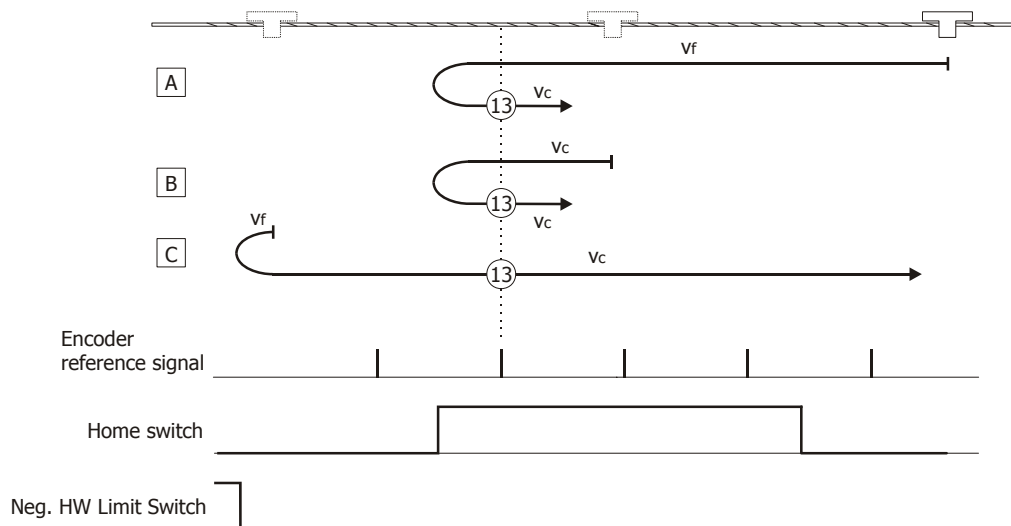 vf
A
13
vc
vc
B
13
vc
vf
C
13
vc
Encoder
reference signal
Home switch
Neg. HW Limit Switch